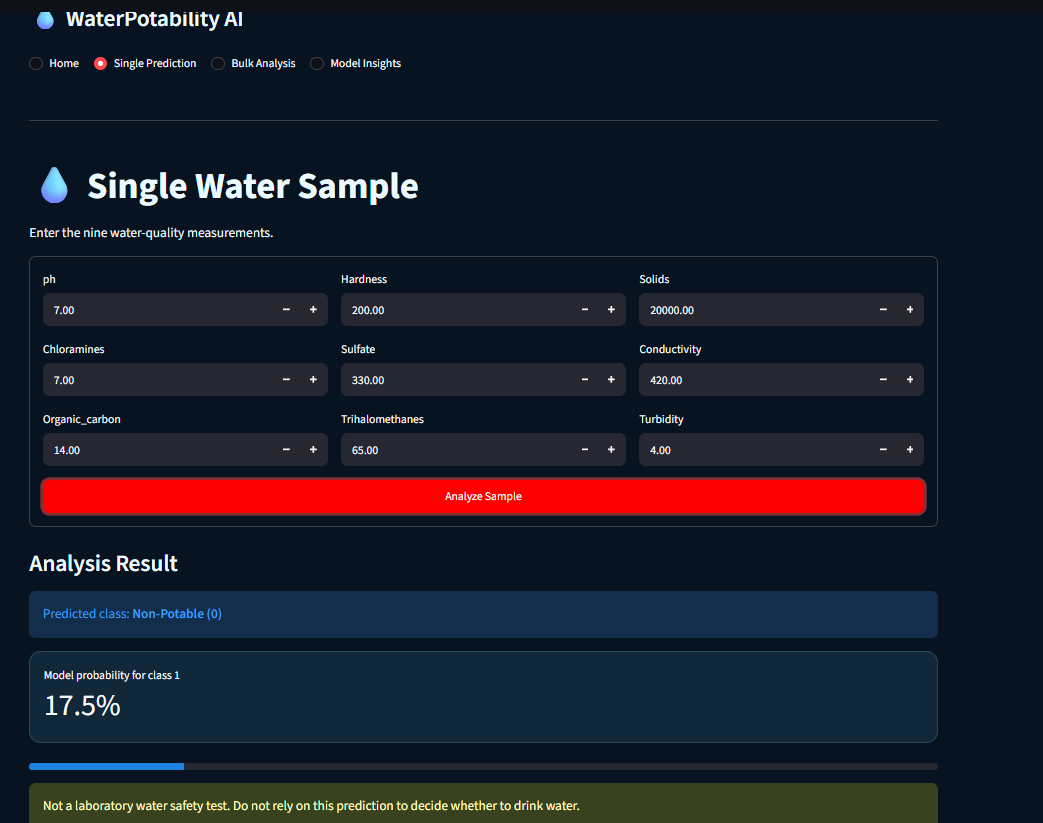 WaterPotability AI
Home Single Prediction Bulk Analysis Model Insights
Single Water Sample
Enter the nine water-quality measurements.
ph Hardness Solids
7.00 − + 200.00 − + 20000.00 − +
Chloramines Sulfate Conductivity
7.00 − + 330.00 − + 420.00 − +
Organic_carbon Trihalomethanes Turbidity
14.00 − + 65.00 − + 4.00 − +
Analyze Sample
Analysis Result
Predicted class: Non-Potable (0)
Model probability for class 1
17.5%
Not a laboratory water safety test. Do not rely on this prediction to decide whether to drink water.